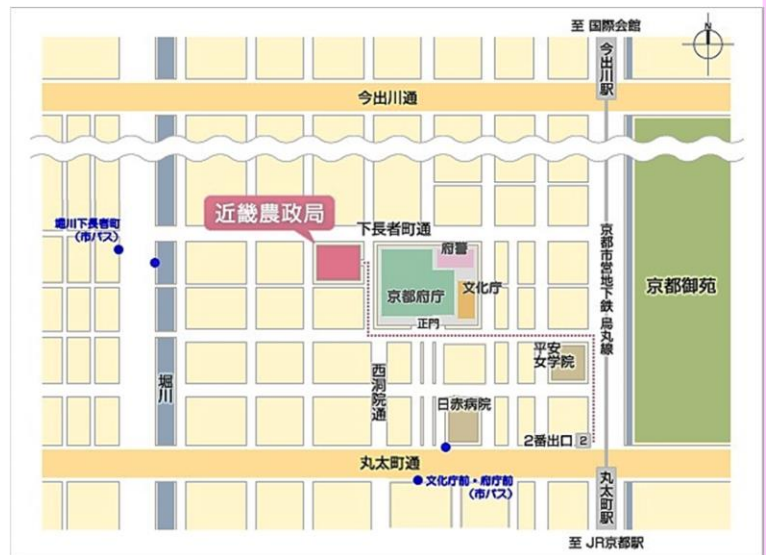 至 国際会館
N
今出川駅
今出川通
近畿農政局
堀川下長者町
(市バス)
下長者町通
府警
京都府庁
文化庁
正門
京都市営地下鉄 烏丸線
京都御苑
平安
女学院
堀川
西洞院通
日赤病院
2番出口
2
丸太町通
文化庁前・府庁前
(市バス)
丸太町駅
至 JR京都駅